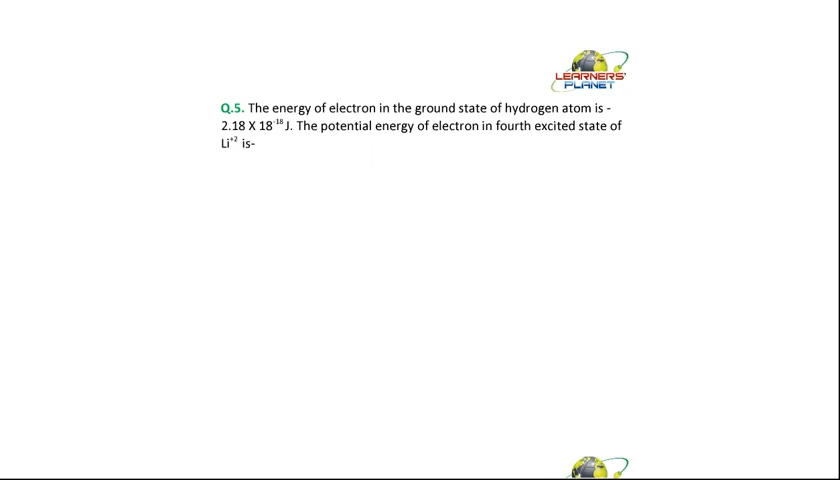 LEARNERS'
PLANET
Q.5. The energy of electron in the ground state of hydrogen atom is -
2.18 X 18⁻¹⁸ J. The potential energy of electron in fourth excited state of
Li⁺² is-